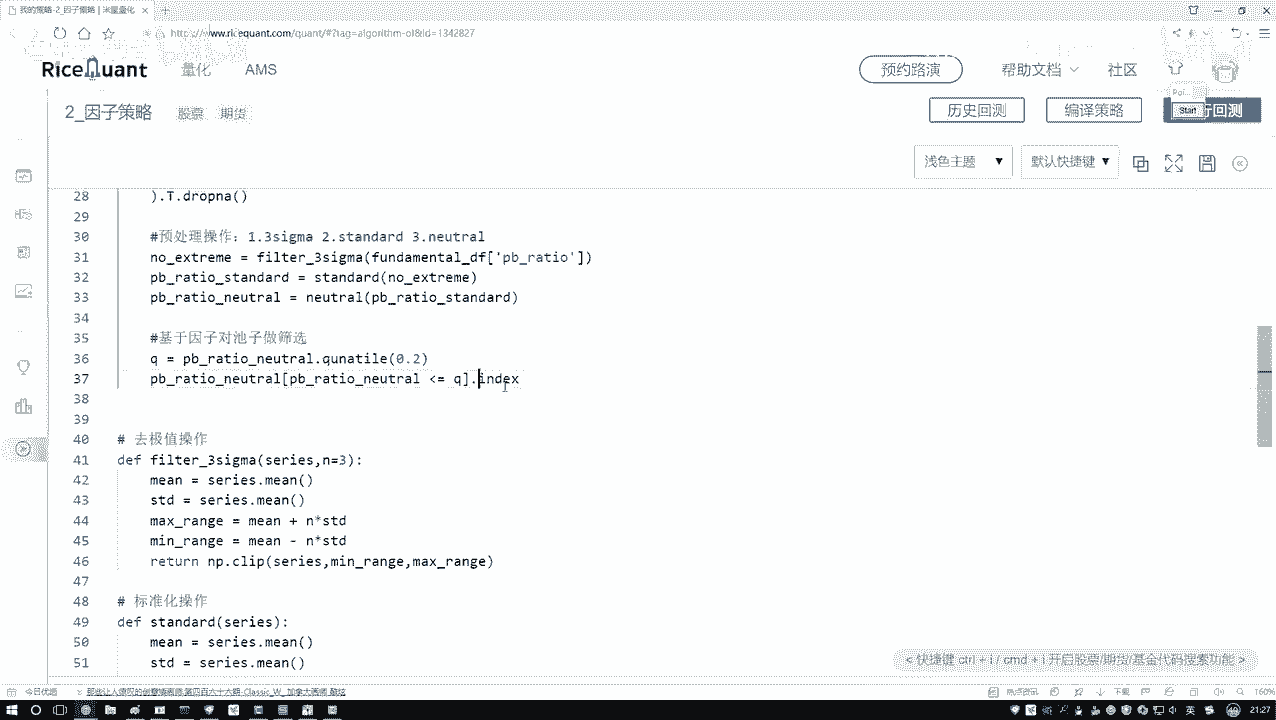 我的策略-2_因子策略 | 米筐量化
http://www.ricequant.com/quant/#?tag=algorithm-ol&id=1342827
RiceQuant 量化 AMS 预约路演 帮助文档 社区
2_因子策略 股票 期货 历史回测 编译策略 行回测
Start
浅色主题 默认快捷键
28 ).T.dropna()
29
30 #预处理操作：1.3sigma 2.standard 3.neutral
31 no_extreme = filter_3sigma(fundamental_df['pb_ratio'])
32 pb_ratio_standard = standard(no_extreme)
33 pb_ratio_neutral = neutral(pb_ratio_standard)
34
35 #基于因子对池子做筛选
36 q = pb_ratio_neutral.qunatile(0.2)
37 pb_ratio_neutral[pb_ratio_neutral <= q].index
38
39
40 # 去极值操作
41 def filter_3sigma(series,n=3):
42 mean = series.mean()
43 std = series.mean()
44 max_range = mean + n*std
45 min_range = mean - n*std
46 return np.clip(series,min_range,max_range)
47
48 # 标准化操作
49 def standard(series):
50 mean = series.mean()
51 std = series.mean()
<快捷键 ctrl + i / cmd + i 开启股票/期货/基金代码搜索功能 >
今日优选 热点资讯 下载 160%
英 21:27